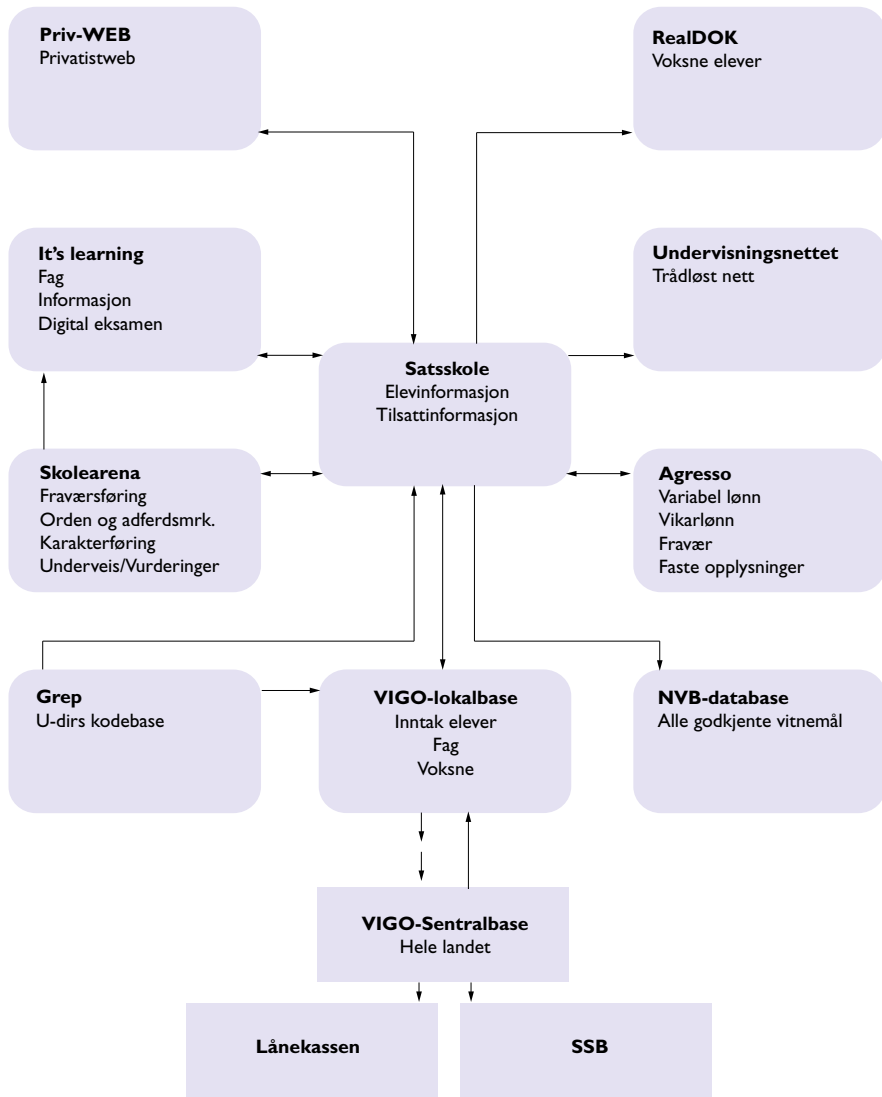 Priv-WEB
Privatistweb
RealDOK
Voksne elever
It's learning
Fag
Informasjon
Digital eksamen
Undervisningsnettet
Trådløst nett
Satsskole
Elevinformasjon
Tilsattinformasjon
Skolearena
Fraværsføring
Orden og adferdsmrk.
Karakterføring
Underveis/Vurderinger
Agresso
Variabel lønn
Vikarlønn
Fravær
Faste opplysninger
Grep
U-dirs kodebase
VIGO-lokalbase
Inntak elever
Fag
Voksne
NVB-database
Alle godkjente vitnemål
VIGO-Sentralbase
Hele landet
Lånekassen
SSB